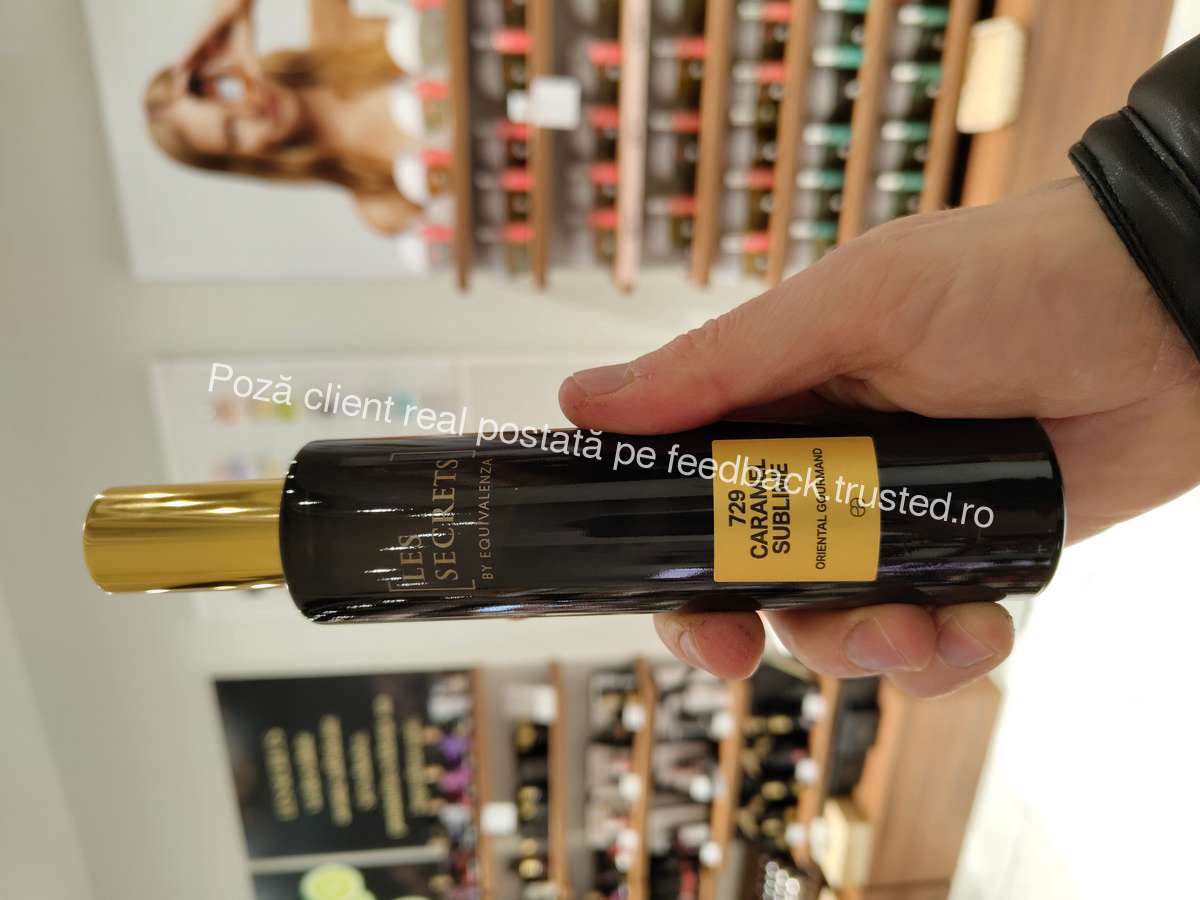 LES
SECRETS
BY EQUIVALENZA
729
CARAMEL
SUBLIME
ORIENTAL GOURMAND
Poză client real postată pe feedback.trusted.ro